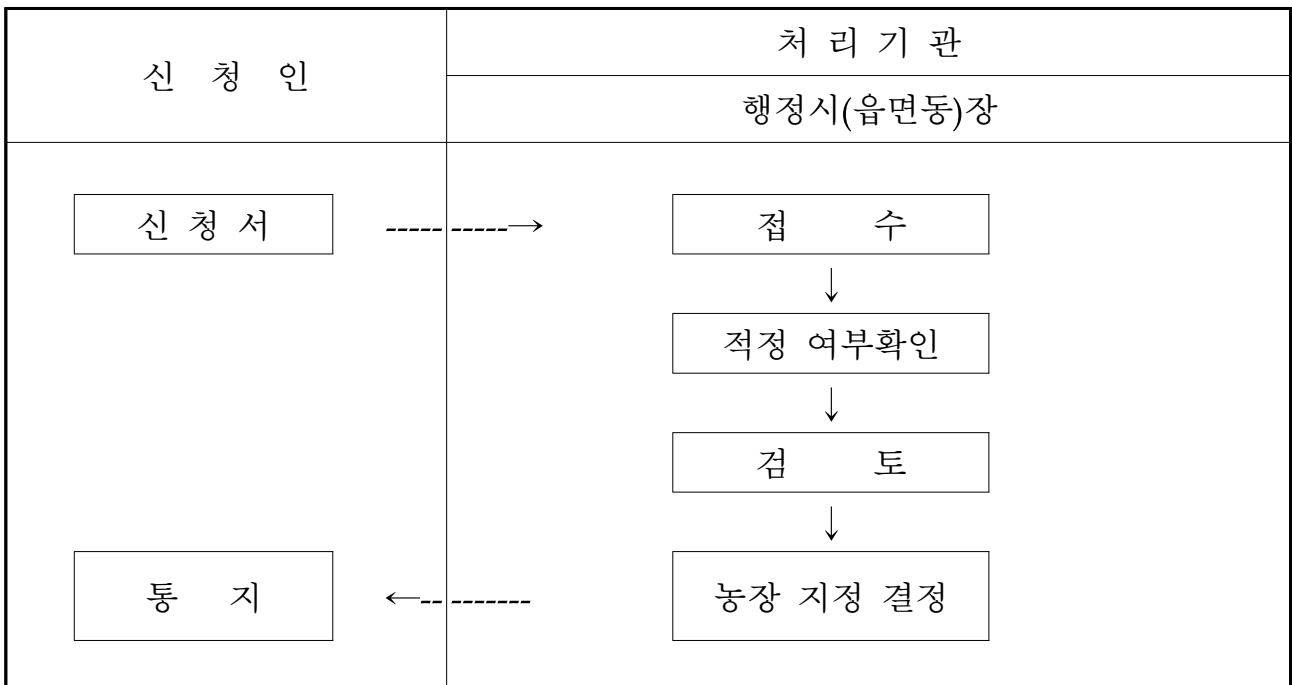 신 청 인
처 리 기 관
행정시(읍면동)장
신 청 서 ----- -----→ 접 수
↓
적정 여부확인
↓
검 토
↓
통 지 ←-- ------- 농장 지정 결정